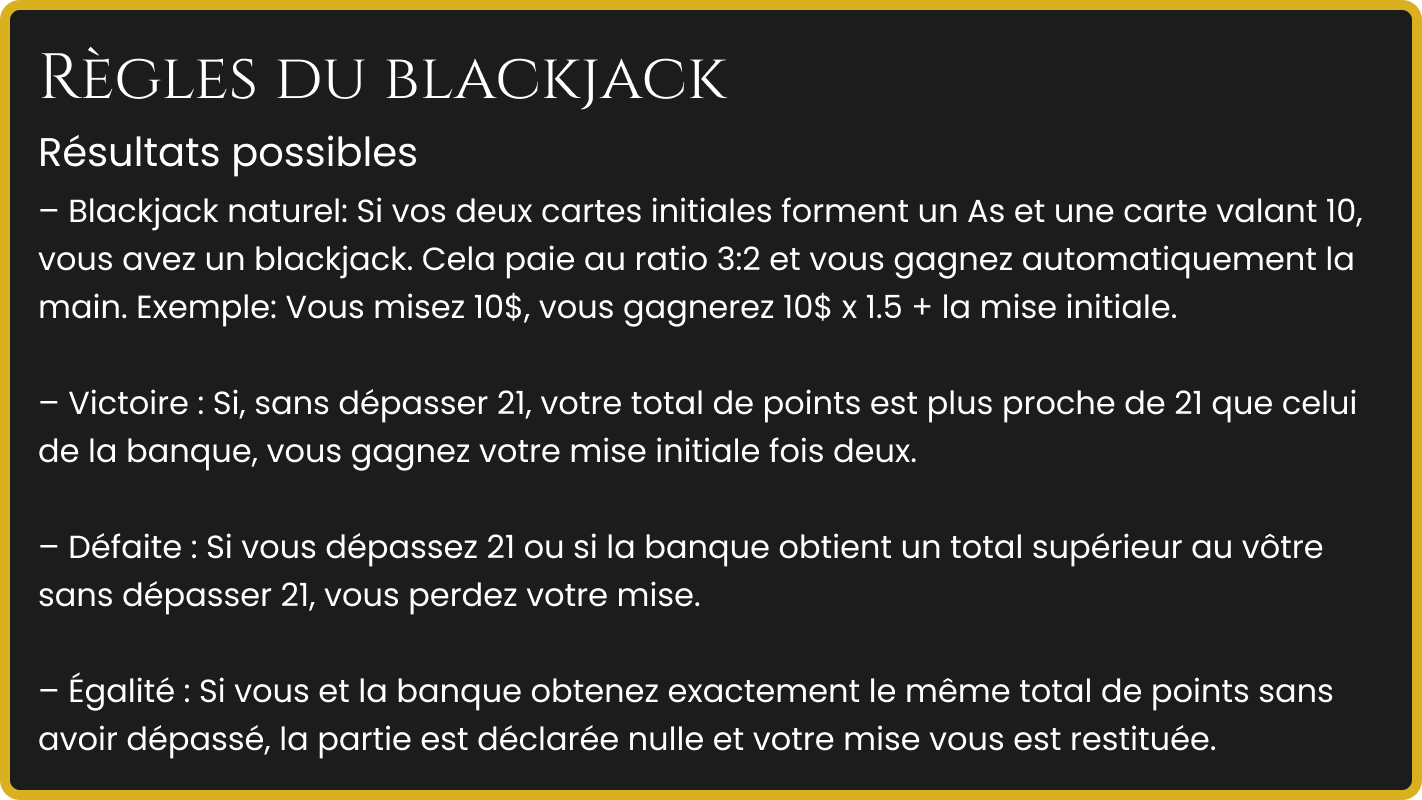 Règles du blackjack
Résultats possibles
– Blackjack naturel: Si vos deux cartes initiales forment un As et une carte valant 10,
vous avez un blackjack. Cela paie au ratio 3:2 et vous gagnez automatiquement la
main. Exemple: Vous misez 10$, vous gagnerez 10$ x 1.5 + la mise initiale.
– Victoire : Si, sans dépasser 21, votre total de points est plus proche de 21 que celui
de la banque, vous gagnez votre mise initiale fois deux.
– Défaite : Si vous dépassez 21 ou si la banque obtient un total supérieur au vôtre
sans dépasser 21, vous perdez votre mise.
– Égalité : Si vous et la banque obtenez exactement le même total de points sans
avoir dépassé, la partie est déclarée nulle et votre mise vous est restituée.